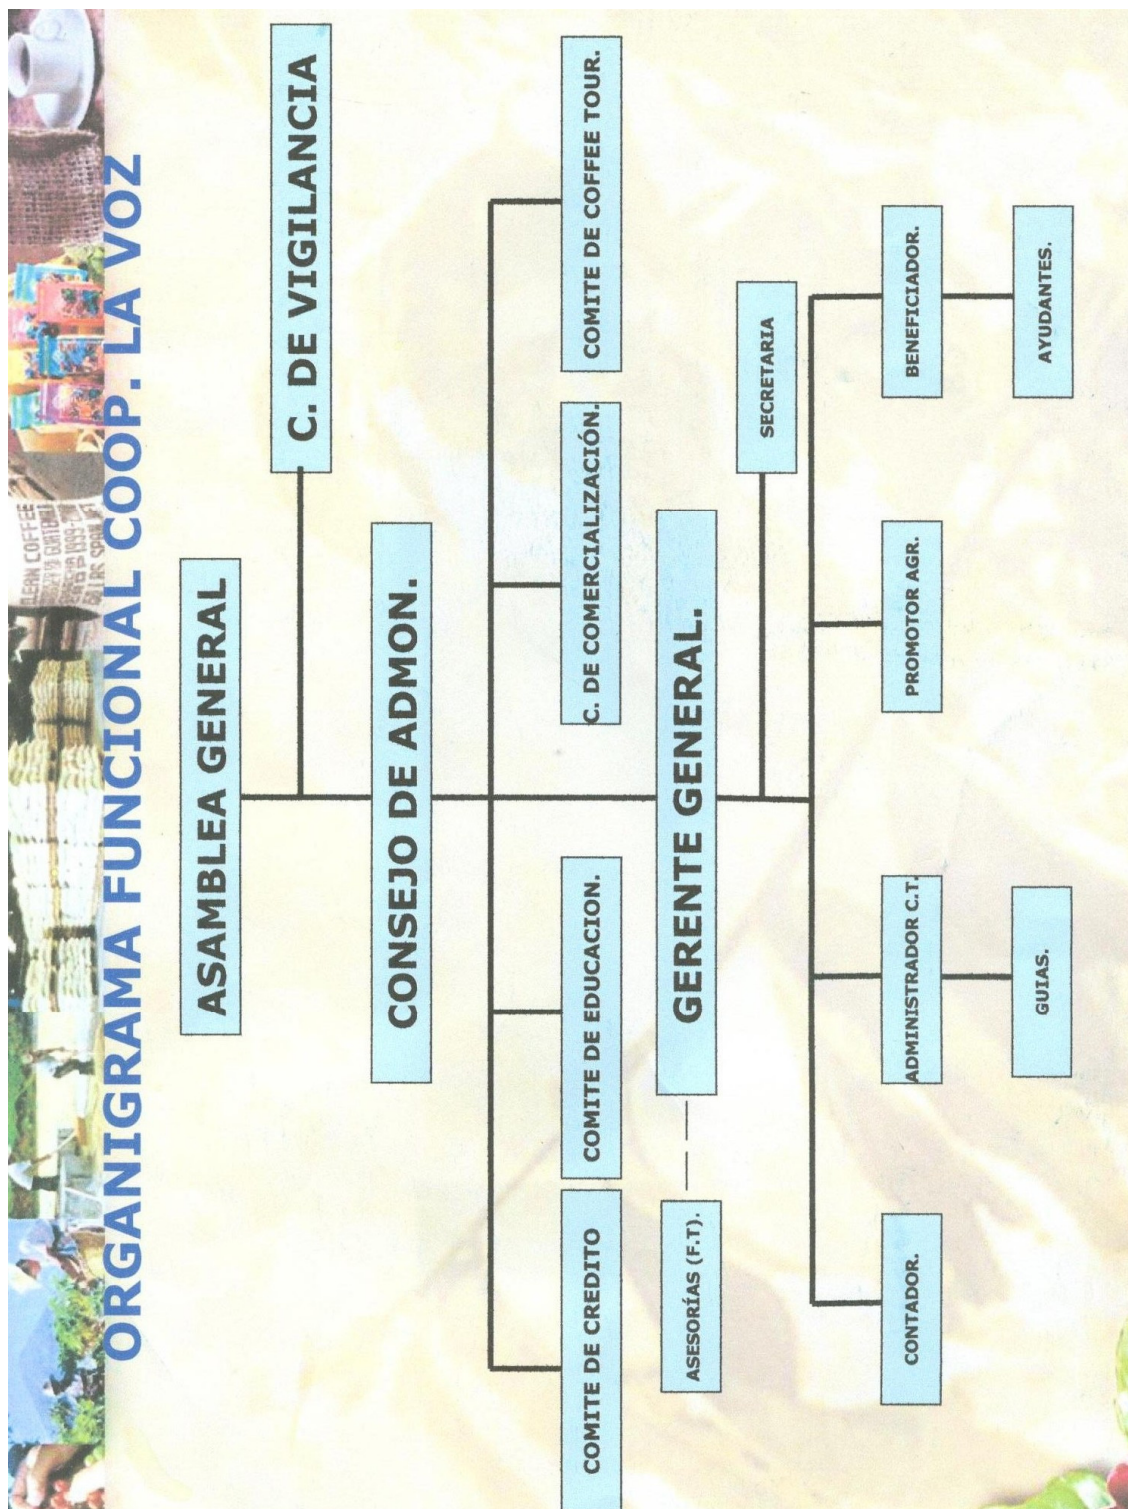 ORGANIGRAMA FUNCIONAL COOP. LA VOZ
ASAMBLEA GENERAL
C. DE VIGILANCIA
CONSEJO DE ADMON.
COMITE DE CREDITO
COMITE DE EDUCACION.
C. DE COMERCIALIZACIÓN.
COMITE DE COFFEE TOUR.
ASESORÍAS (F.T).
GERENTE GENERAL.
SECRETARIA
CONTADOR.
ADMINISTRADOR C.T.
PROMOTOR AGR.
BENEFICIADOR.
GUIAS.
AYUDANTES.